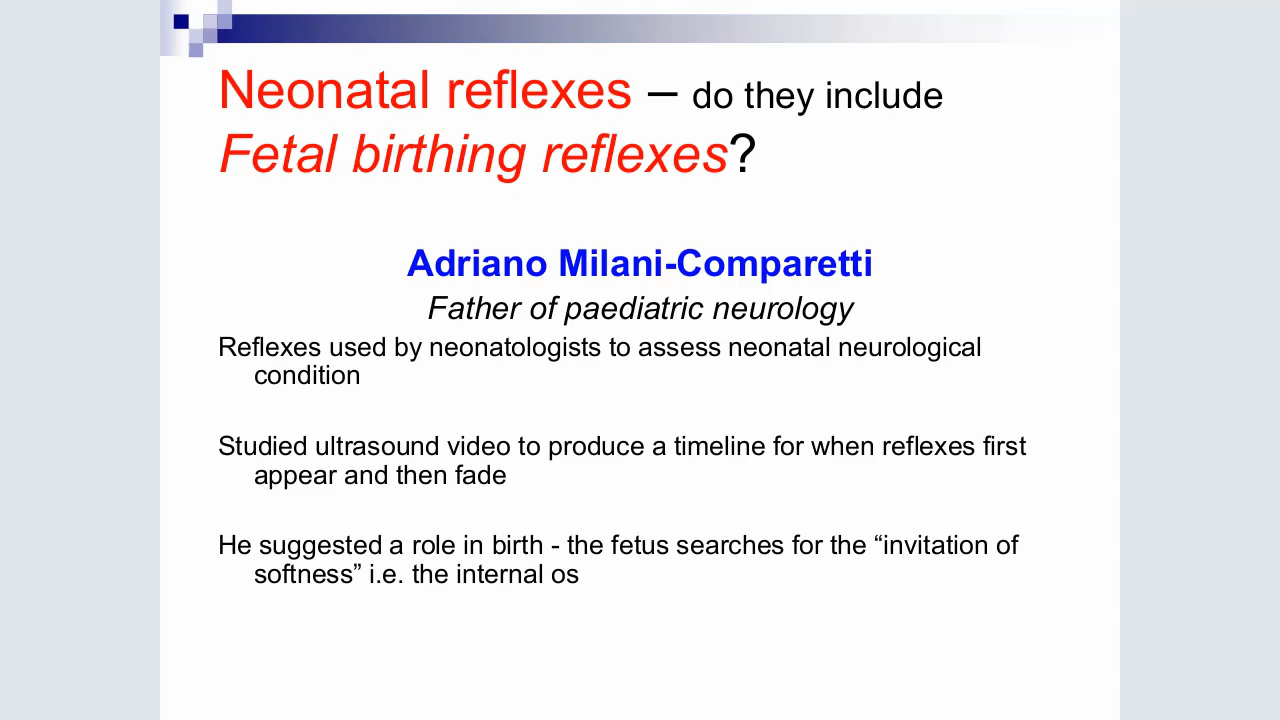 Neonatal reflexes – do they include
Fetal birthing reflexes?
Adriano Milani-Comparetti
Father of paediatric neurology
Reflexes used by neonatologists to assess neonatal neurological
condition
Studied ultrasound video to produce a timeline for when reflexes first
appear and then fade
He suggested a role in birth - the fetus searches for the “invitation of
softness” i.e. the internal os